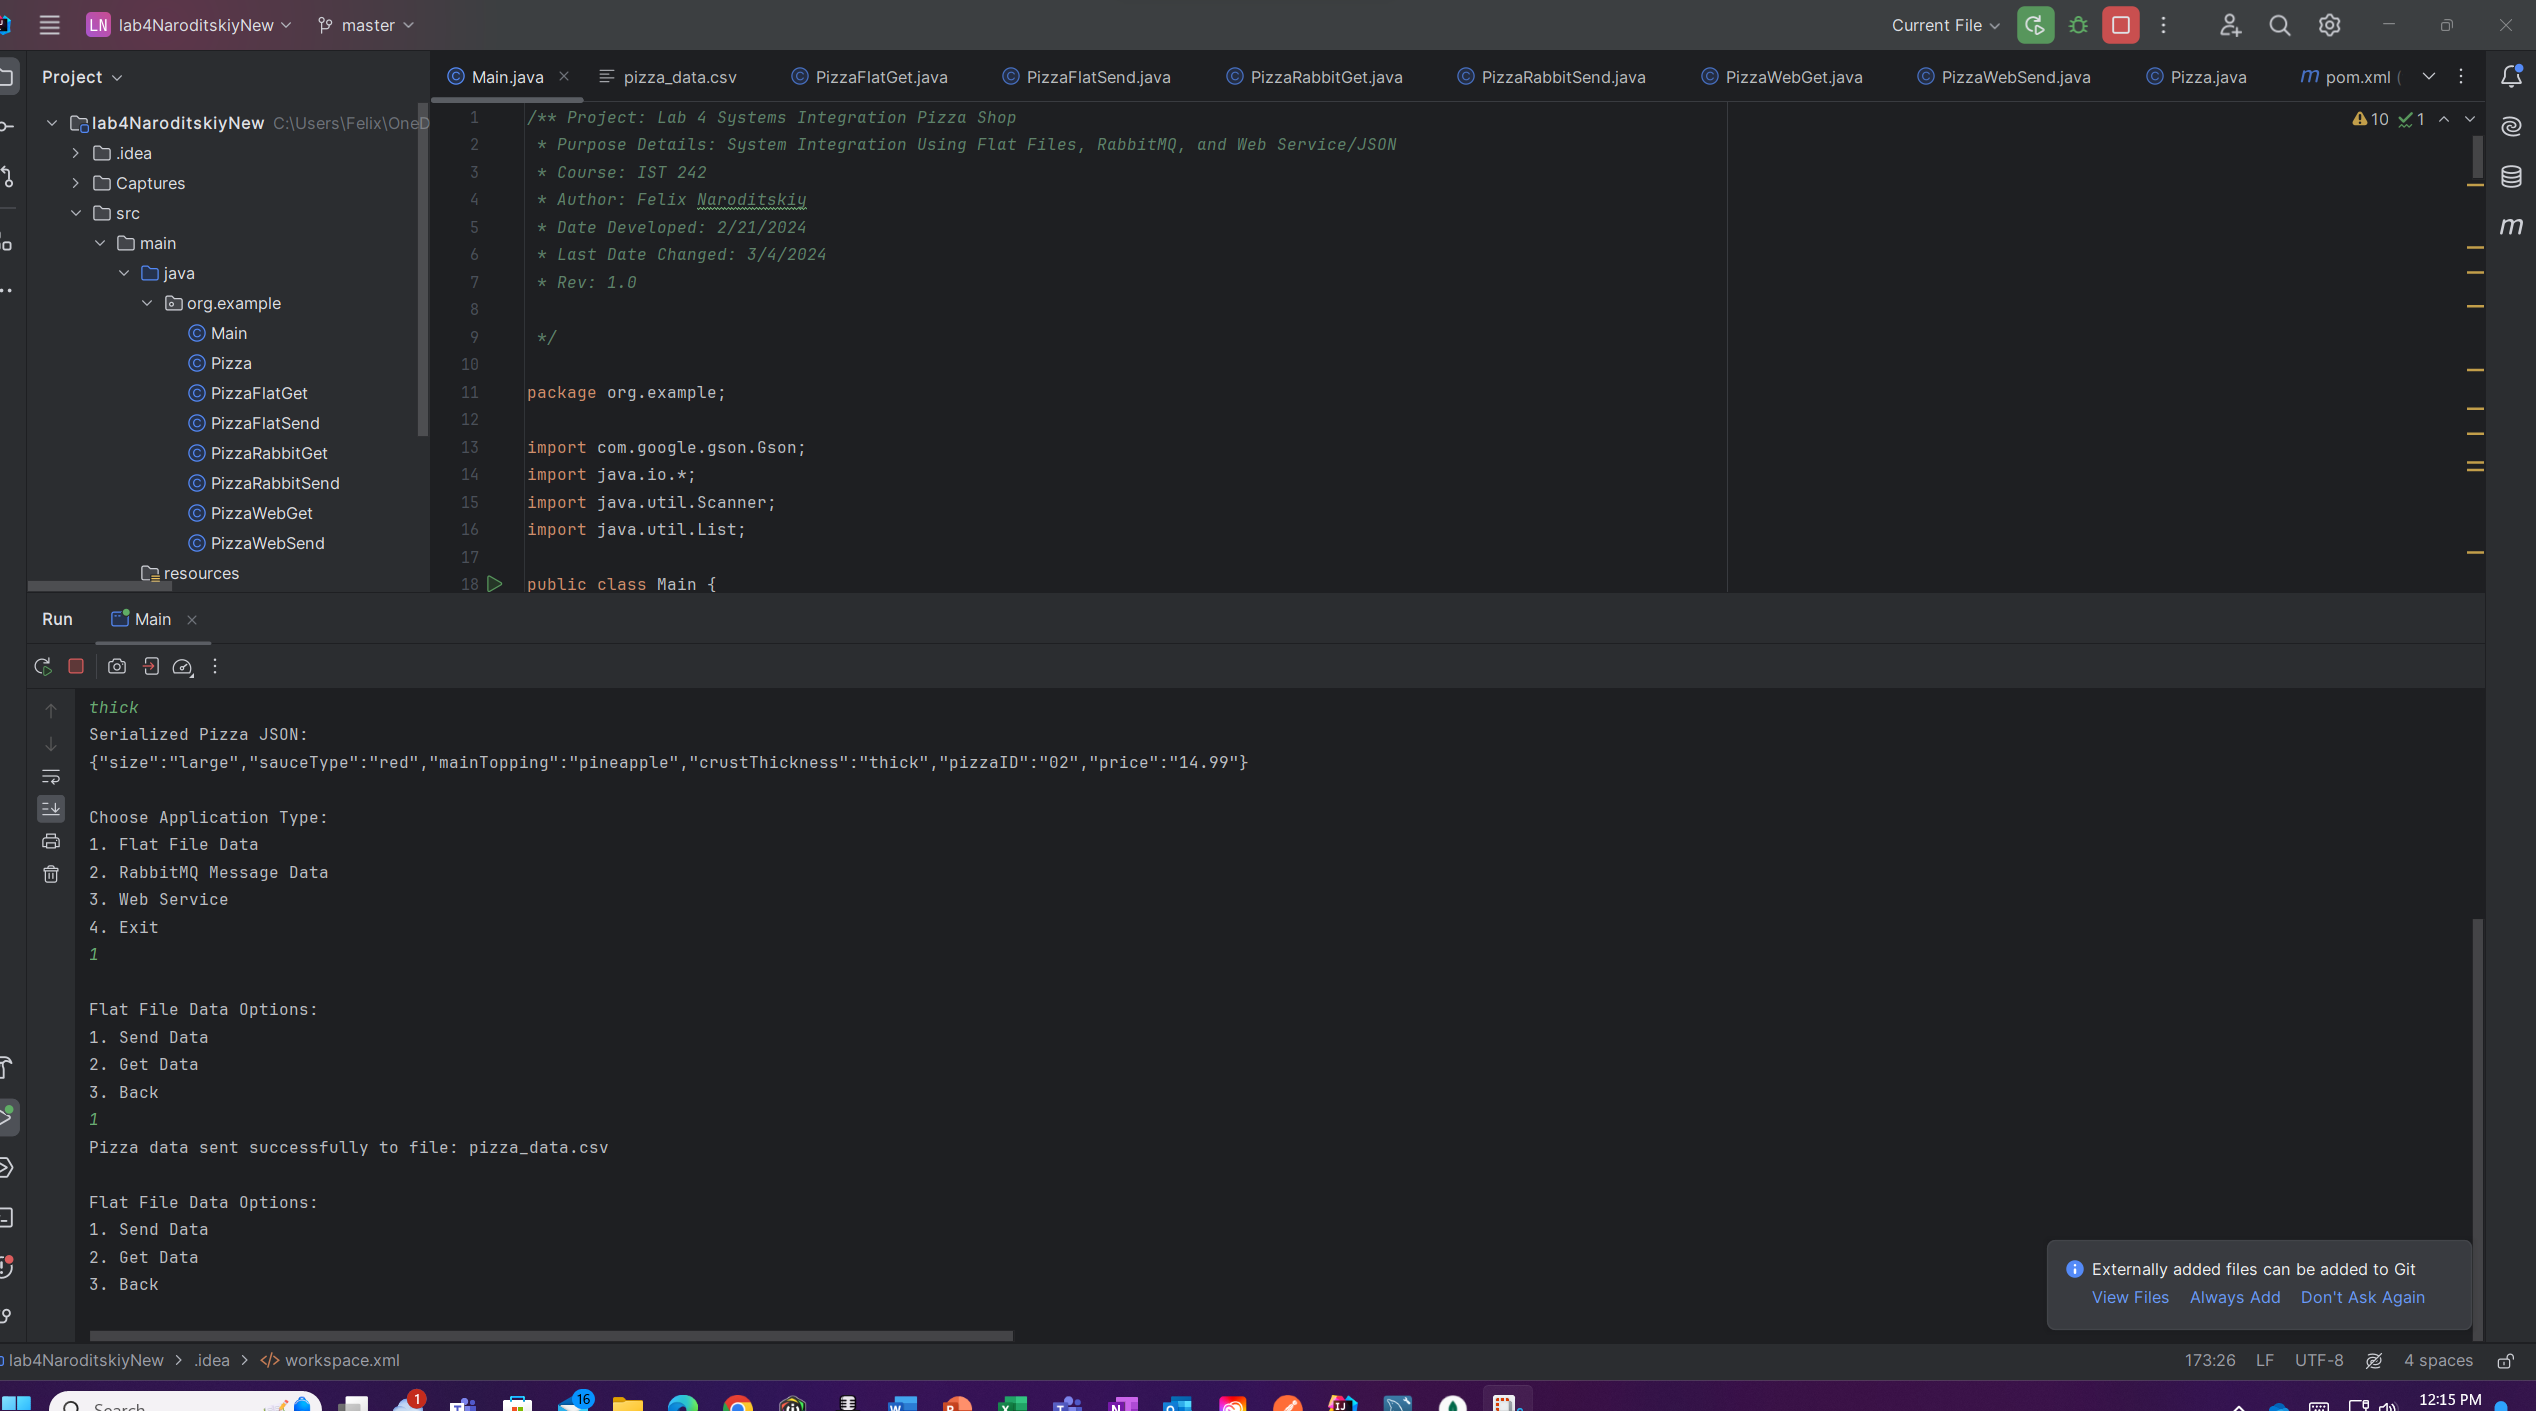 LN lab4NaroditskiyNew master Current File
Project
Main.java pizza_data.csv PizzaFlatGet.java PizzaFlatSend.java PizzaRabbitGet.java PizzaRabbitSend.java PizzaWebGet.java PizzaWebSend.java Pizza.java pom.xml (
lab4NaroditskiyNew C:\Users\Felix\OneD
.idea
Captures
src
main
java
org.example
Main
Pizza
PizzaFlatGet
PizzaFlatSend
PizzaRabbitGet
PizzaRabbitSend
PizzaWebGet
PizzaWebSend
resources
10 1
1 /** Project: Lab 4 Systems Integration Pizza Shop
2 * Purpose Details: System Integration Using Flat Files, RabbitMQ, and Web Service/JSON
3 * Course: IST 242
4 * Author: Felix Naroditskiy
5 * Date Developed: 2/21/2024
6 * Last Date Changed: 3/4/2024
7 * Rev: 1.0
8
9 */
10
11 package org.example;
12
13 import com.google.gson.Gson;
14 import java.io.*;
15 import java.util.Scanner;
16 import java.util.List;
17
18 public class Main {
Run Main
thick
Serialized Pizza JSON:
{"size":"large","sauceType":"red","mainTopping":"pineapple","crustThickness":"thick","pizzaID":"02","price":"14.99"}
Choose Application Type:
1. Flat File Data
2. RabbitMQ Message Data
3. Web Service
4. Exit
1
Flat File Data Options:
1. Send Data
2. Get Data
3. Back
1
Pizza data sent successfully to file: pizza_data.csv
Flat File Data Options:
1. Send Data
2. Get Data
3. Back
Externally added files can be added to Git
View Files Always Add Don't Ask Again
lab4NaroditskiyNew > .idea > workspace.xml 173:26 LF UTF-8 4 spaces
Search 1 16 12:15 PM